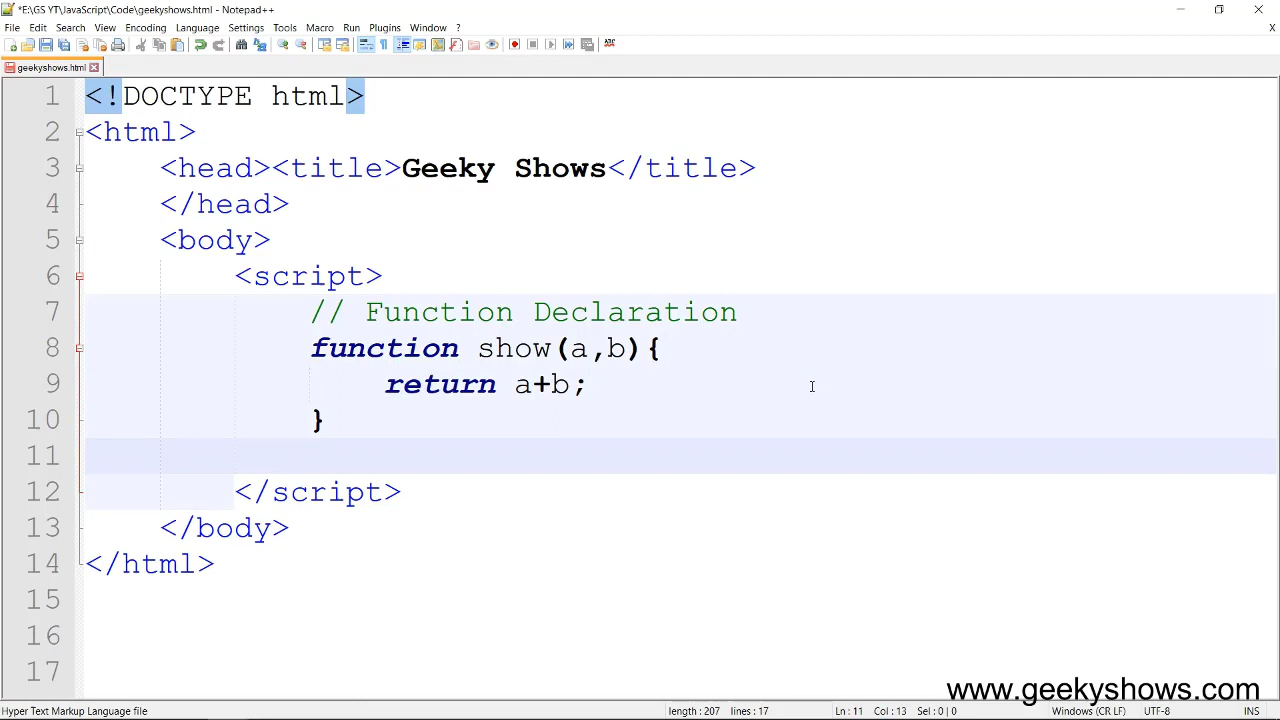 *E:\GS YT\JavaScript\Code\geekyshows.html - Notepad++
File Edit Search View Encoding Language Settings Tools Macro Run Plugins Window ? X
geekyshows.html
1 <!DOCTYPE html>
2 <html>
3 <head><title>Geeky Shows</title>
4 </head>
5 <body>
6 <script>
7 // Function Declaration
8 function show(a,b){
9 return a+b;
10 }
11
12 </script>
13 </body>
14 </html>
15
16
17
www.geekyshows.com
Hyper Text Markup Language file length : 207 lines : 17 Ln : 11 Col : 13 Sel : 0 | 0 Windows (CR LF) UTF-8 INS